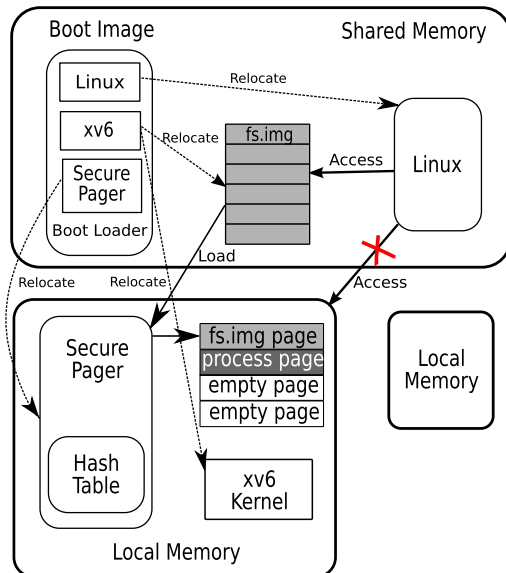 Boot Image
Shared Memory
Linux
Relocate
xv6
Relocate
fs.img
Secure
Pager
Boot Loader
Access
Linux
Load
Relocate
Relocate
Access
Secure
Pager
fs.img page
process page
empty page
empty page
Local
Memory
Hash
Table
xv6
Kernel
Local Memory